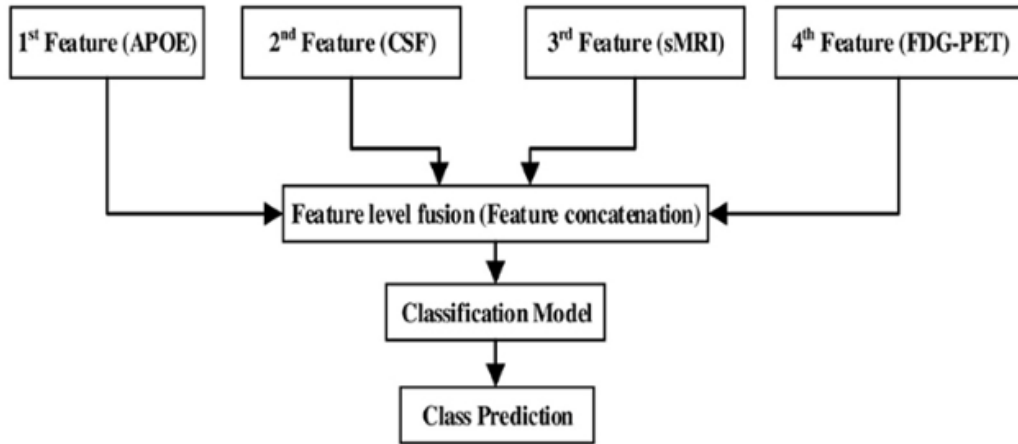 1st Feature (APOE)
2nd Feature (CSF)
3rd Feature (sMRI)
4th Feature (FDG-PET)
Feature level fusion (Feature concatenation)
Classification Model
Class Prediction